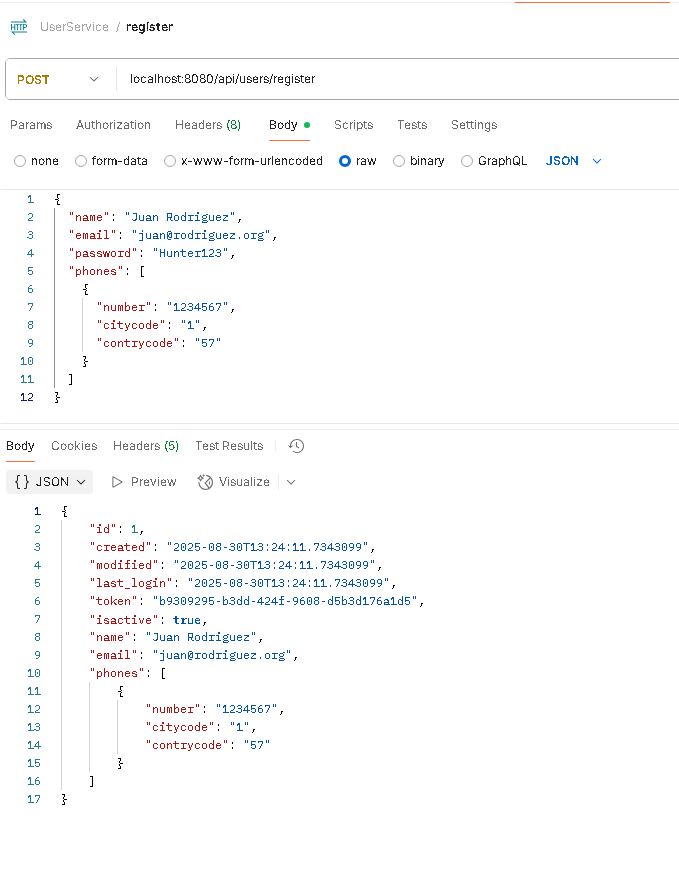 HTTP UserService / register
POST localhost:8080/api/users/register
Params Authorization Headers (8) Body Scripts Tests Settings
none form-data x-www-form-urlencoded raw binary GraphQL JSON
1 {
2 "name": "Juan Rodriguez",
3 "email": "juan@rodriguez.org",
4 "password": "Hunter123",
5 "phones": [
6 {
7 "number": "1234567",
8 "citycode": "1",
9 "contrycode": "57"
10 }
11 ]
12 }
Body Cookies Headers (5) Test Results
{} JSON Preview Visualize
1 {
2 "id": 1,
3 "created": "2025-08-30T13:24:11.7343099",
4 "modified": "2025-08-30T13:24:11.7343099",
5 "last_login": "2025-08-30T13:24:11.7343099",
6 "token": "b9309295-b3dd-424f-9608-d5b3d176a1d5",
7 "isactive": true,
8 "name": "Juan Rodriguez",
9 "email": "juan@rodriguez.org",
10 "phones": [
11 {
12 "number": "1234567",
13 "citycode": "1",
14 "contrycode": "57"
15 }
16 ]
17 }